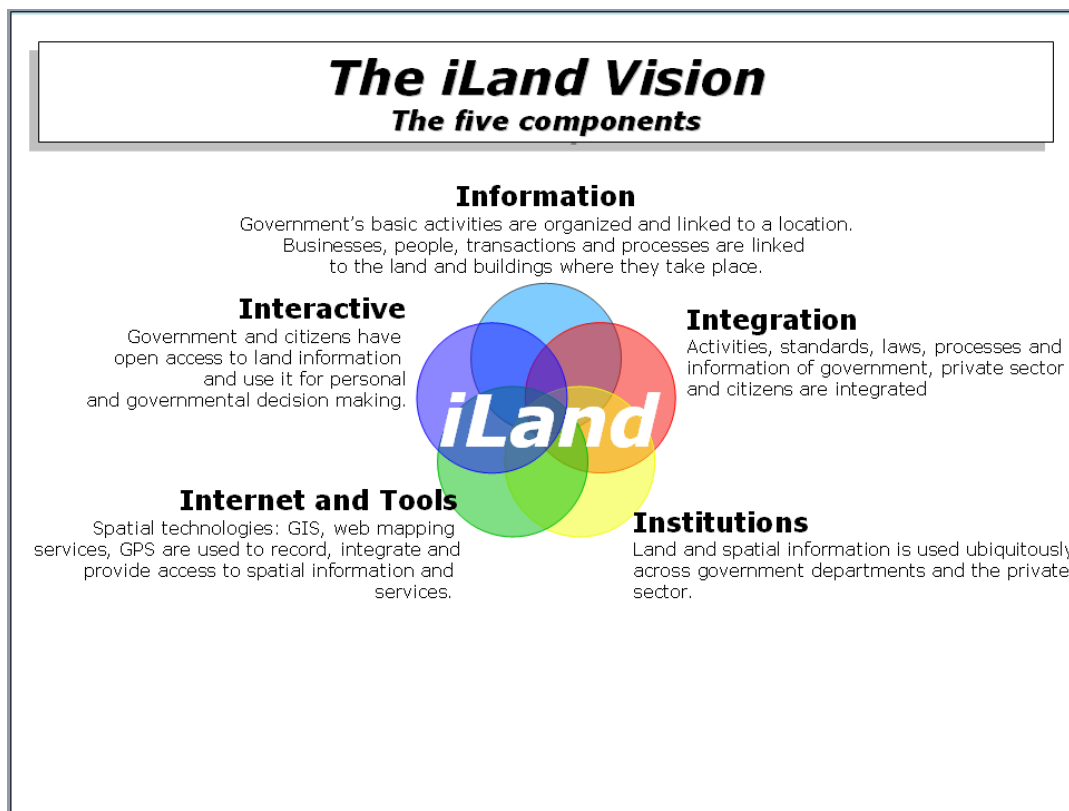 The iLand Vision
The five components
Information
Government's basic activities are organized and linked to a location.
Businesses, people, transactions and processes are linked
to the land and buildings where they take place.
Interactive
Government and citizens have
open access to land information
and use it for personal
and governmental decision making.
Integration
Activities, standards, laws, processes and
information of government, private sector
and citizens are integrated
iLand
Internet and Tools
Spatial technologies: GIS, web mapping
services, GPS are used to record, integrate and
provide access to spatial information and
services.
Institutions
Land and spatial information is used ubiquitously
across government departments and the private
sector.